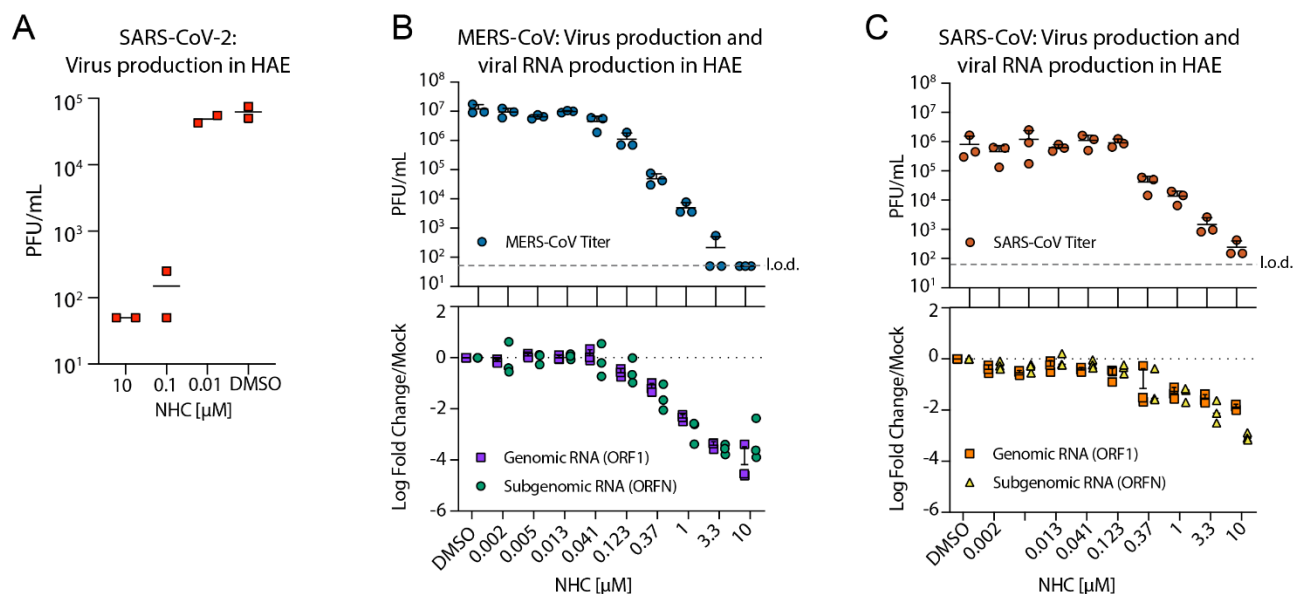 A
SARS-CoV-2:
Virus production in HAE
PFU/mL
10⁵
10⁴
10³
10²
10¹
10
0.1
0.01
DMSO
NHC [µM]
B
MERS-CoV: Virus production and
viral RNA production in HAE
PFU/mL
10⁸
10⁷
10⁶
10⁵
10⁴
10³
10²
10¹
MERS-CoV Titer
l.o.d.
Log Fold Change/Mock
2
0
-2
-4
-6
Genomic RNA (ORF1)
Subgenomic RNA (ORFN)
DMSO
0.002
0.005
0.013
0.041
0.123
0.37
1
3.3
10
NHC [µM]
C
SARS-CoV: Virus production and
viral RNA production in HAE
PFU/mL
10⁸
10⁷
10⁶
10⁵
10⁴
10³
10²
10¹
SARS-CoV Titer
l.o.d.
Log Fold Change/Mock
2
-0
-2
-4
-6
Genomic RNA (ORF1)
Subgenomic RNA (ORFN)
DMSO
0.002
0.013
0.041
0.123
0.37
1
3.3
10
NHC [µM]